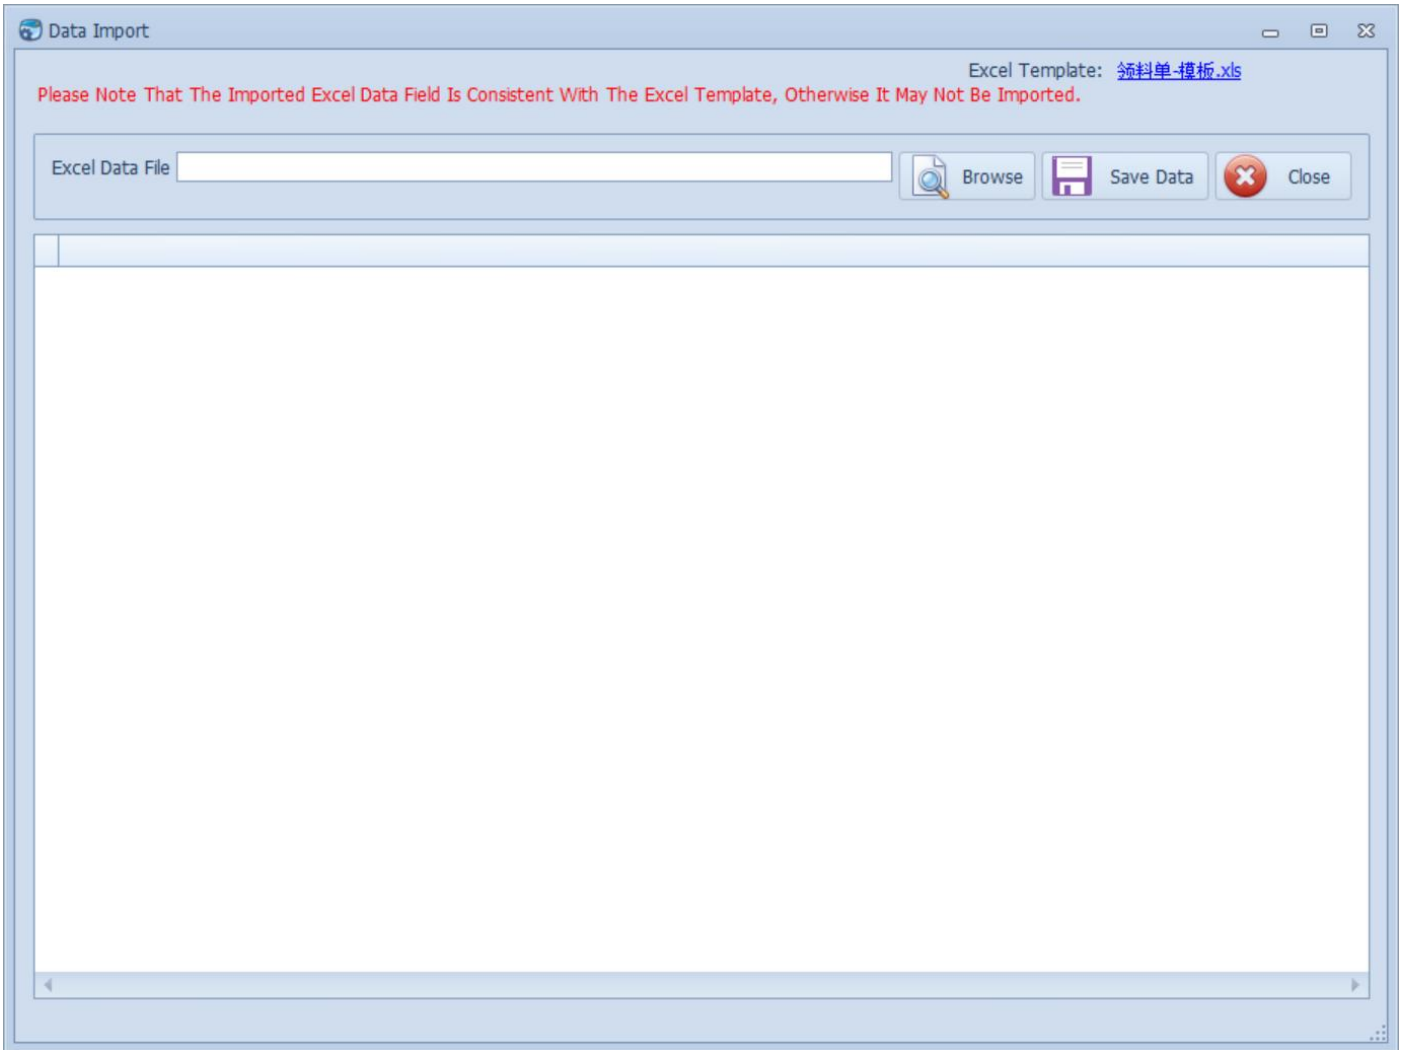 Data Import
Excel Template: 领料单-模板.xls
Please Note That The Imported Excel Data Field Is Consistent With The Excel Template, Otherwise It May Not Be Imported.
Excel Data File Browse Save Data Close